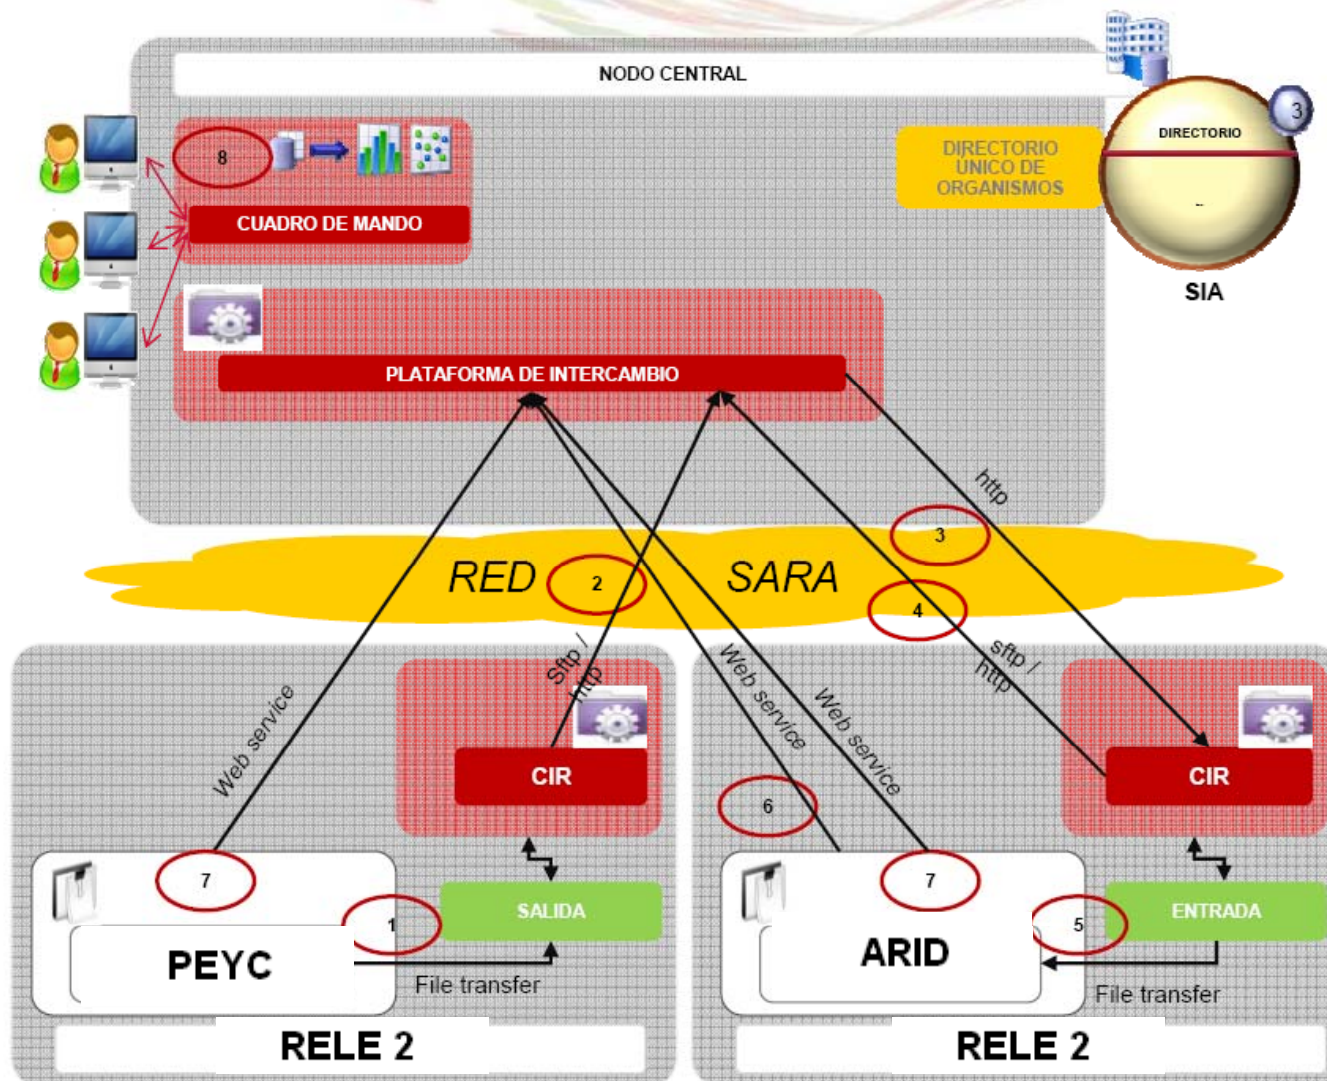 NODO CENTRAL
3
DIRECTORIO
8
DIRECTORIO
ÚNICO DE
ORGANISMOS
--
CUADRO DE MANDO
SIA
PLATAFORMA DE INTERCAMBIO
http
3
RED
2
SARA
4
Web service
Sftp /
http
Web service
Web service
sftp /
http
CIR
CIR
6
7
1
SALIDA
7
5
ENTRADA
PEYC
File transfer
ARID
File transfer
RELE 2
RELE 2